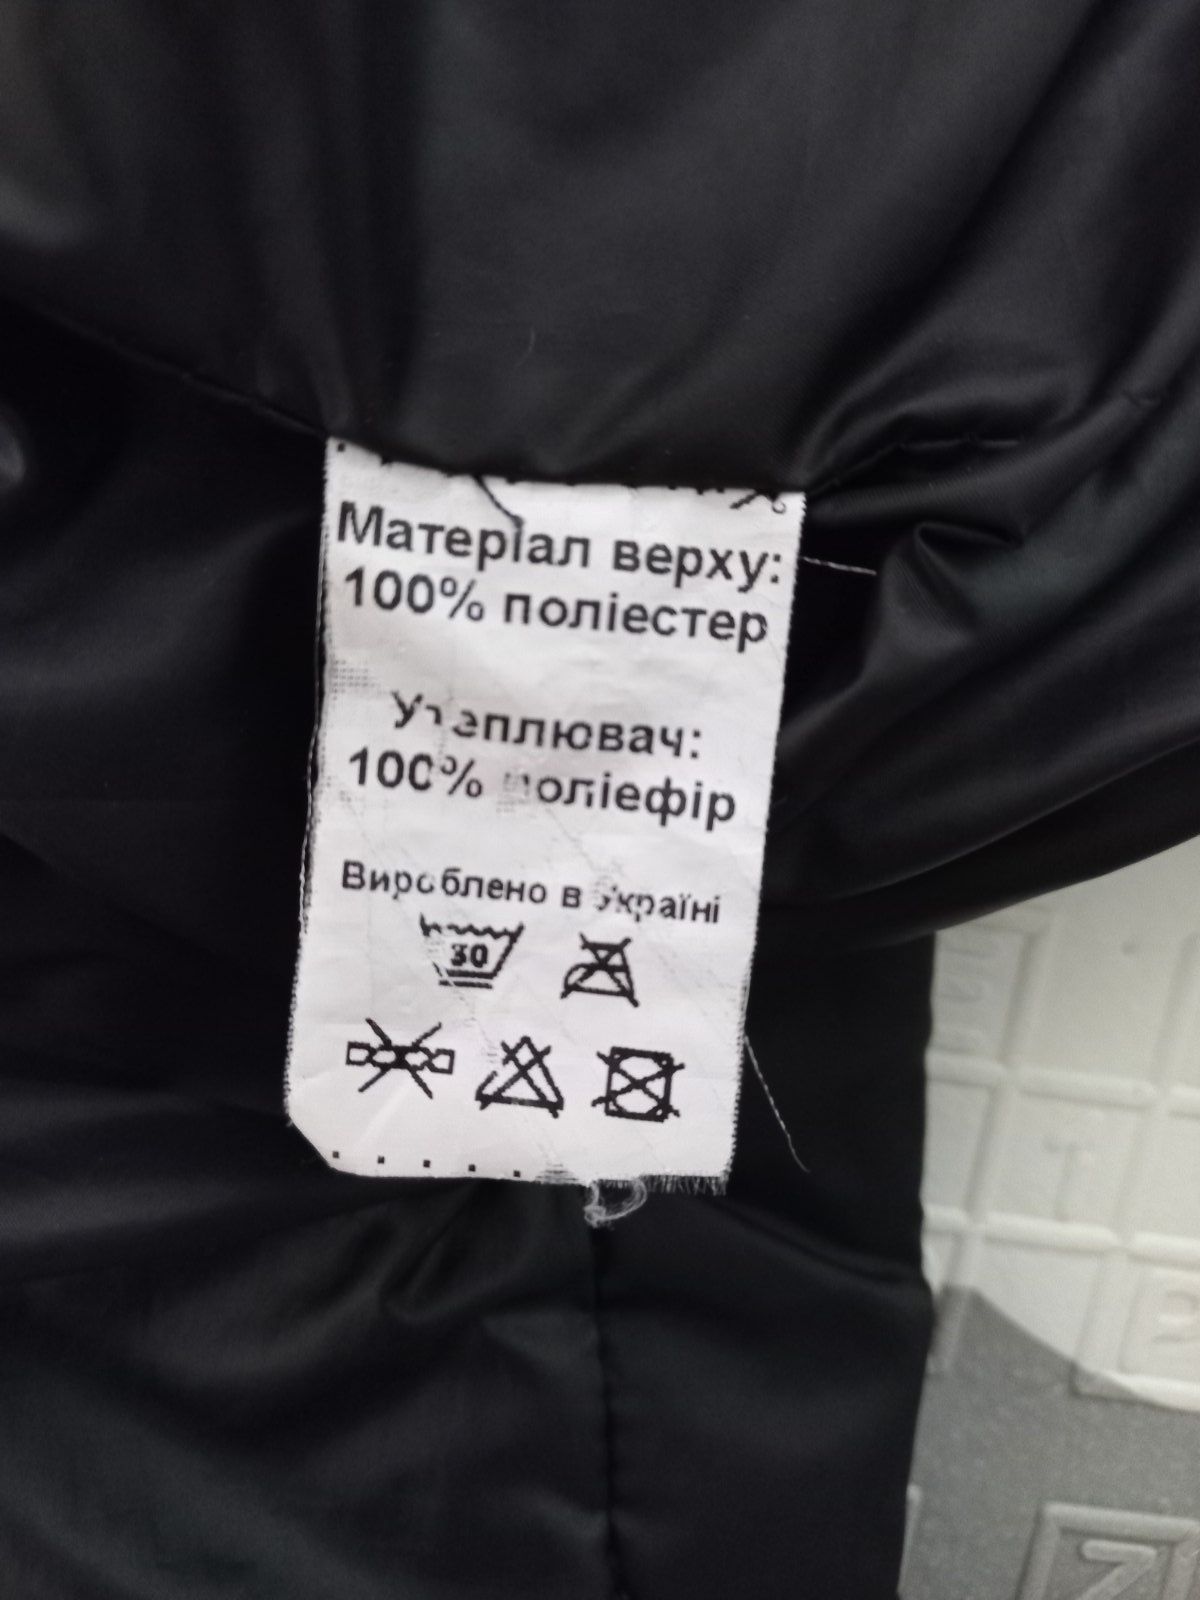 Матеріал верху:
100% поліестер
Утеплювач:
100% поліефір
Вироблено в Україні
30
T
N